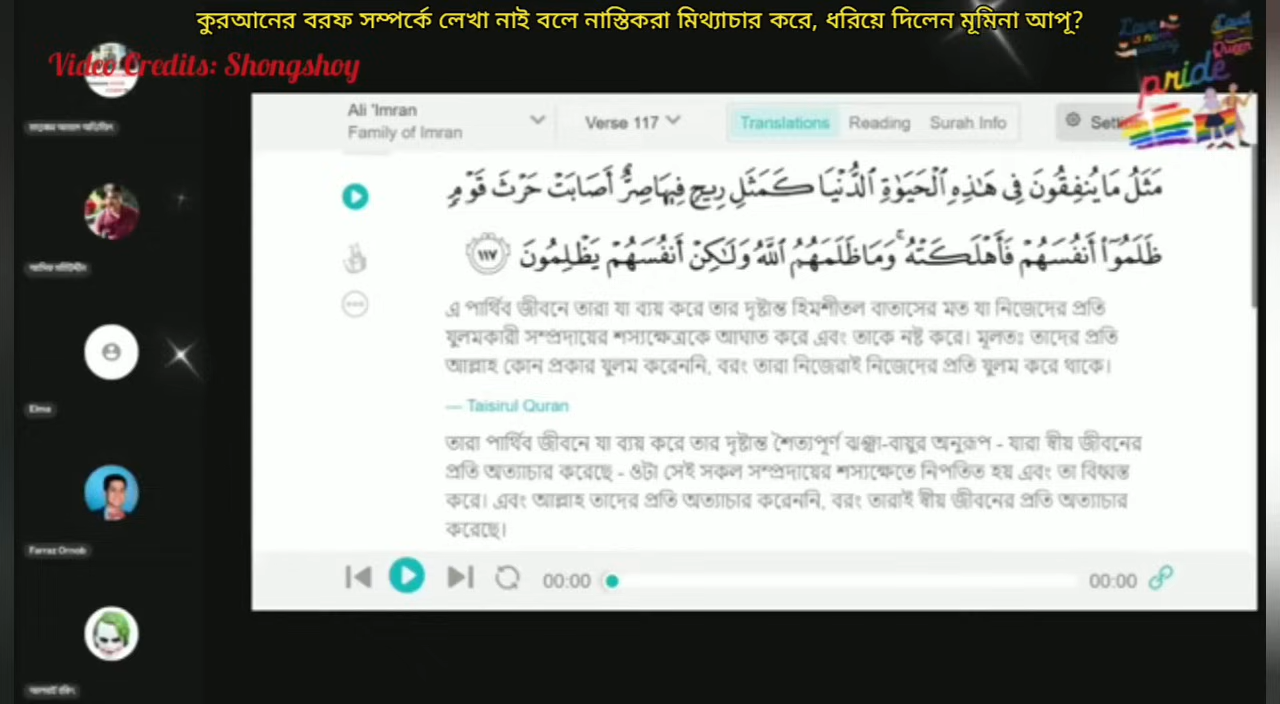 কুরআনের বরফ সম্পর্কে লেখা নাই বলে নাস্তিকরা মিথ্যাচার করে, ধরিয়ে দিলেন মূমিনা আপূ?
Video Credits: Shongshoy
pride
Ali 'Imran
Family of Imran
Verse 117
Translations
Reading
Surah Info
مَثَلُ مَا يُنفِقُونَ فِى هَـٰذِهِ ٱلْحَيَوٰةِ ٱلدُّنْيَا كَمَثَلِ رِيحٍ فِيهَا صِرٌّ أَصَابَتْ حَرْثَ قَوْمٍ
ظَلَمُوٓا۟ أَنفُسَهُمْ فَأَهْلَكَتْهُ ۚ وَمَا ظَلَمَهُمُ ٱللَّهُ وَلَـٰكِنْ أَنفُسَهُمْ يَظْلِمُونَ ١١٧
এ পার্থিব জীবনে তারা যা ব্যয় করে তার দৃষ্টান্ত হিমশীতল বাতাসের মত যা নিজেদের প্রতি
যুলমকারী সম্প্রদায়ের শস্যক্ষেত্রকে আঘাত করে এবং তাকে নষ্ট করে। মূলতঃ তাদের প্রতি
আল্লাহ কোন প্রকার যুলম করেননি, বরং তারা নিজেরাই নিজেদের প্রতি যুলম করে থাকে।
— Taisirul Quran
তারা পার্থিব জীবনে যা ব্যয় করে তার দৃষ্টান্ত শৈত্যপূর্ণ ঝঞ্ঝা-বায়ুর অনুরূপ - যারা স্বীয় জীবনের
প্রতি অত্যাচার করেছে - ওটা সেই সকল সম্প্রদায়ের শস্যক্ষেতে নিপতিত হয় এবং তা বিধ্বস্ত
করে। এবং আল্লাহ তাদের প্রতি অত্যাচার করেননি, বরং তারাই স্বীয় জীবনের প্রতি অত্যাচার
করেছে।
00:00
00:00
Elma
Farraz Ornob